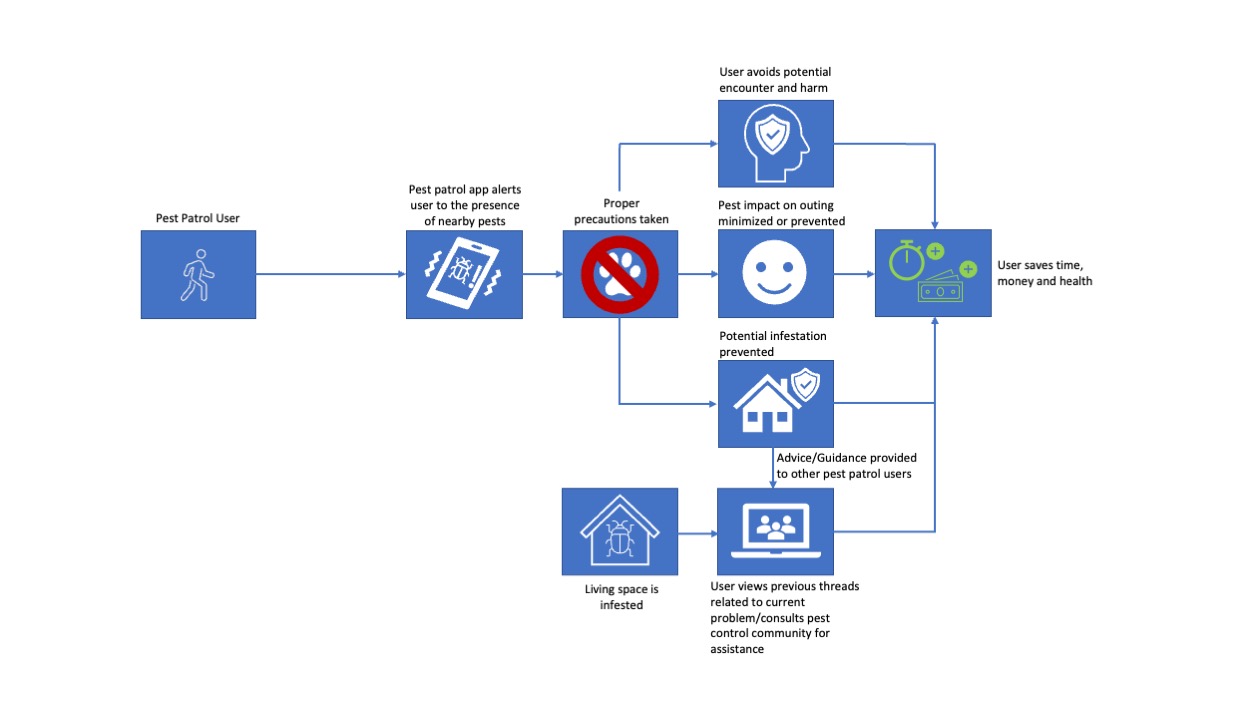 User avoids potential
encounter and harm
Pest patrol app alerts
user to the presence
of nearby pests
Pest Patrol User
Proper
precautions taken
Pest impact on outing
minimized or prevented
User saves time,
money and health
Potential infestation
prevented
Advice/Guidance provided
to other pest patrol users
Living space is
infested
User views previous threads
related to current
problem/consults pest
control community for
assistance